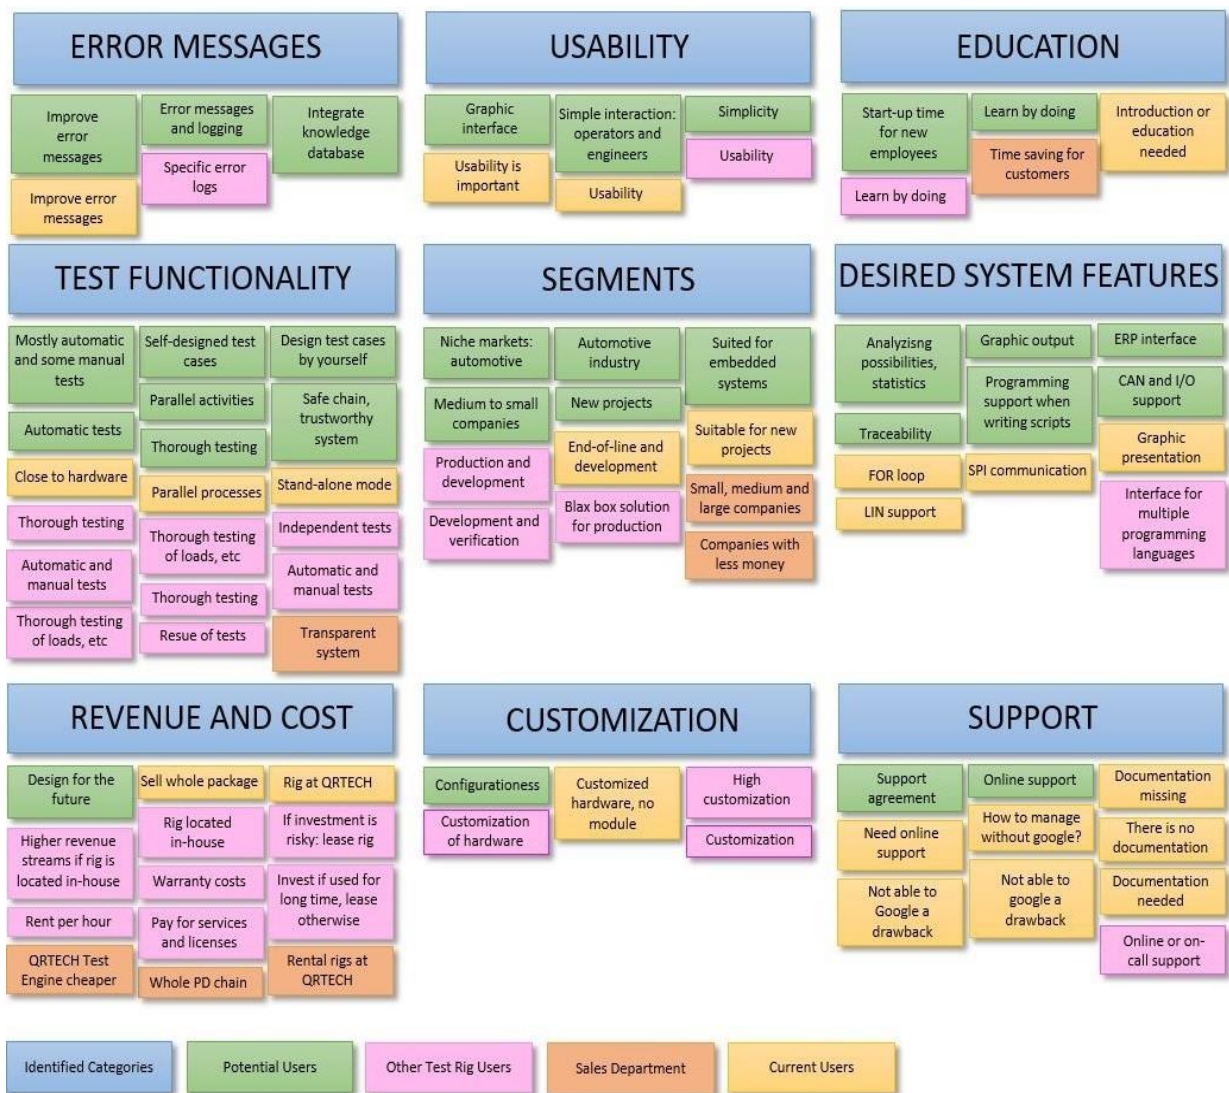 ERROR MESSAGES
Improve
error
messages
Improve error
messages
Error messages
and logging
Specific error
logs
Integrate
knowledge
database
USABILITY
Graphic
interface
Usability is
important
Simple interaction:
operators and
engineers
Usability
Simplicity
Usability
EDUCATION
Start-up time
for new
employees
Learn by doing
Learn by doing
Time saving for
customers
Introduction or
education
needed
TEST FUNCTIONALITY
Mostly automatic
and some manual
tests
Automatic tests
Close to hardware
Thorough testing
Automatic and
manual tests
Thorough testing
of loads, etc
Self-designed test
cases
Parallel activities
Thorough testing
Parallel processes
Thorough testing
of loads, etc
Thorough testing
Resue of tests
Design test cases
by yourself
Safe chain,
trustworthy
system
Stand-alone mode
Independent tests
Automatic and
manual tests
Transparent
system
SEGMENTS
Niche markets:
automotive
Medium to small
companies
Production and
development
Development and
verification
Automotive
industry
New projects
End-of-line and
development
Blax box solution
for production
Suited for
embedded
systems
Suitable for new
projects
Small, medium and
large companies
Companies with
less money
DESIRED SYSTEM FEATURES
Analyzisng
possibilities,
statistics
Traceability
FOR loop
LIN support
Graphic output
Programming
support when
writing scripts
SPI communication
ERP interface
CAN and I/O
support
Graphic
presentation
Interface for
multiple
programming
languages
REVENUE AND COST
Design for the
future
Higher revenue
streams if rig is
located in-house
Rent per hour
QRTECH Test
Engine cheaper
Sell whole package
Rig located
in-house
Warranty costs
Pay for services
and licenses
Whole PD chain
Rig at QRTECH
If investment is
risky: lease rig
Invest if used for
long time, lease
otherwise
Rental rigs at
QRTECH
CUSTOMIZATION
Configurationess
Customization
of hardware
Customized
hardware, no
module
High
customization
Customization
SUPPORT
Support
agreement
Need online
support
Not able to
Google a
drawback
Online support
How to manage
without google?
Not able to
google a
drawback
Documentation
missing
There is no
documentation
Documentation
needed
Online or on-
call support
Identified Categories
Potential Users
Other Test Rig Users
Sales Department
Current Users